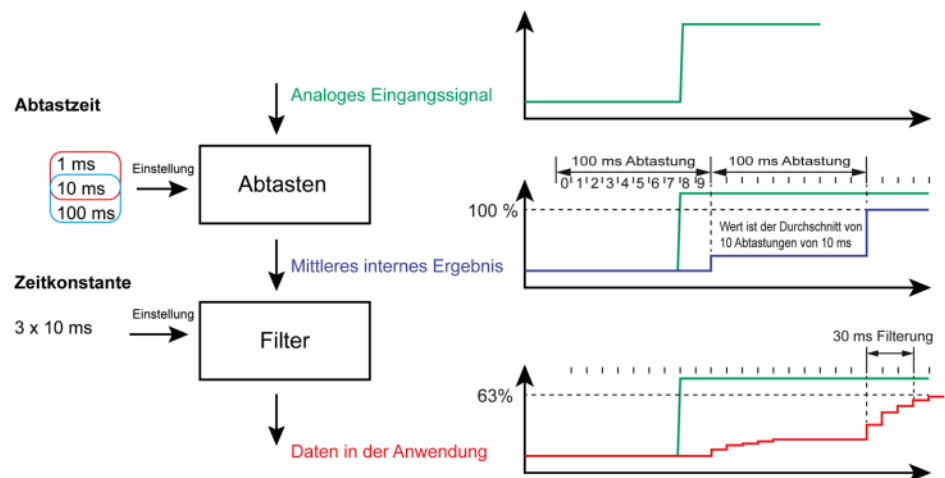 Analoges Eingangssignal
Abtastzeit
1 ms
10 ms
100 ms
Einstellung
Abtasten
100 ms Abtastung
100 ms Abtastung
0 1 2 3 4 5 6 7 8 9
100 %
Wert ist der Durchschnitt von
10 Abtastungen von 10 ms
Mittleres internes Ergebnis
Zeitkonstante
3 x 10 ms
Einstellung
Filter
30 ms Filterung
63%
Daten in der Anwendung